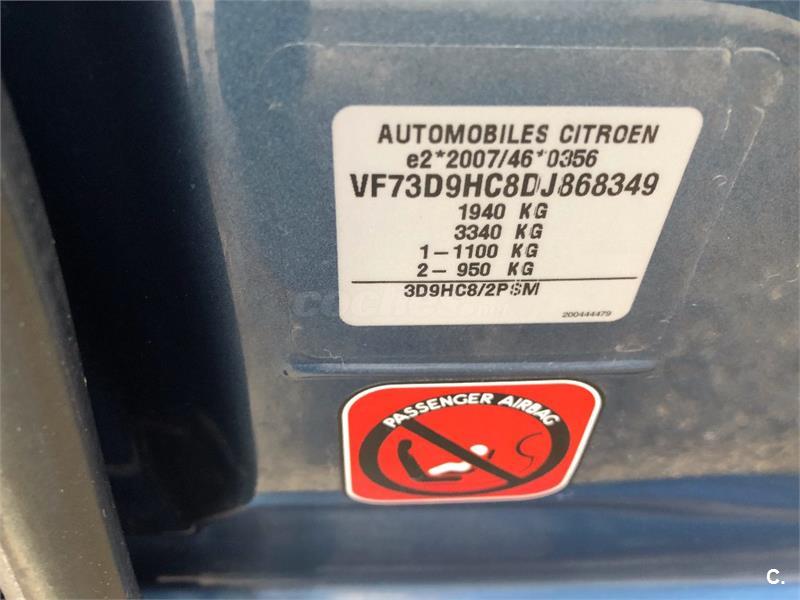 AUTOMOBILES CITROEN
e2*2007/46*0356
VF73D9HC8DJ868349
1940 KG
3340 KG
1-1100 KG
2- 950 KG
3D9HC8/2PSM
200444479
PASSENGER AIRBAG
C.